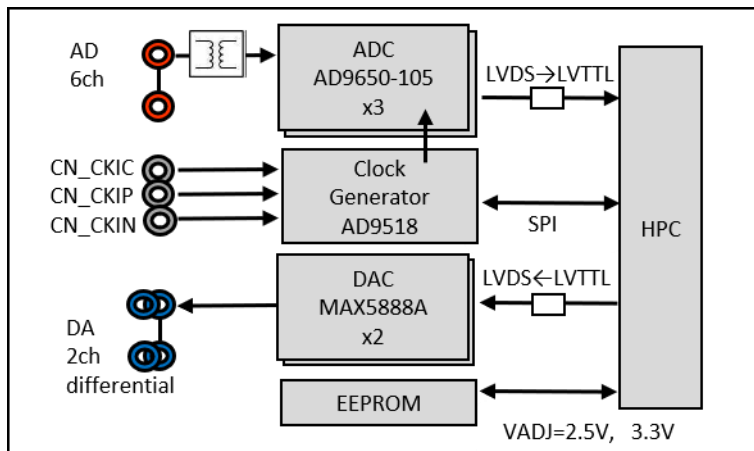 AD
6ch
ADC
AD9650-105
x3
LVDS→LVTTL
CN_CKIC
CN_CKIP
CN_CKIN
Clock
Generator
AD9518
SPI
HPC
DA
2ch
differential
DAC
MAX5888A
x2
LVDS←LVTTL
EEPROM
VADJ=2.5V, 3.3V